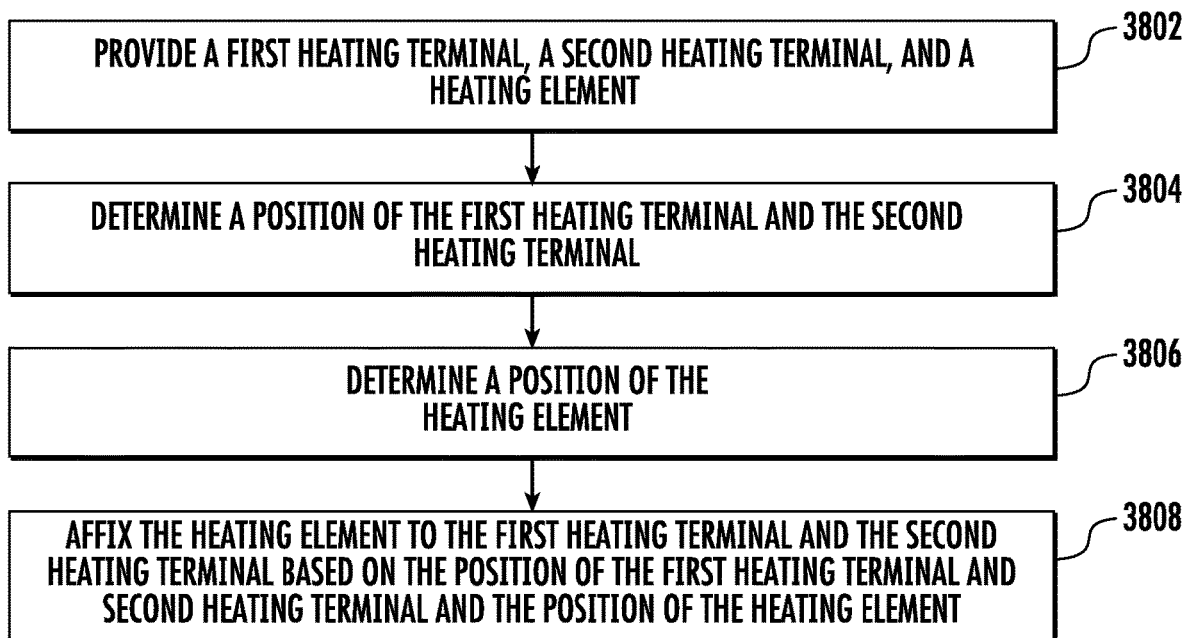 PROVIDE A FIRST HEATING TERMINAL, A SECOND HEATING TERMINAL, AND A
HEATING ELEMENT
3802
DETERMINE A POSITION OF THE FIRST HEATING TERMINAL AND THE SECOND
HEATING TERMINAL
3804
DETERMINE A POSITION OF THE
HEATING ELEMENT
3806
AFFIX THE HEATING ELEMENT TO THE FIRST HEATING TERMINAL AND THE SECOND
HEATING TERMINAL BASED ON THE POSITION OF THE FIRST HEATING TERMINAL AND
SECOND HEATING TERMINAL AND THE POSITION OF THE HEATING ELEMENT
3808